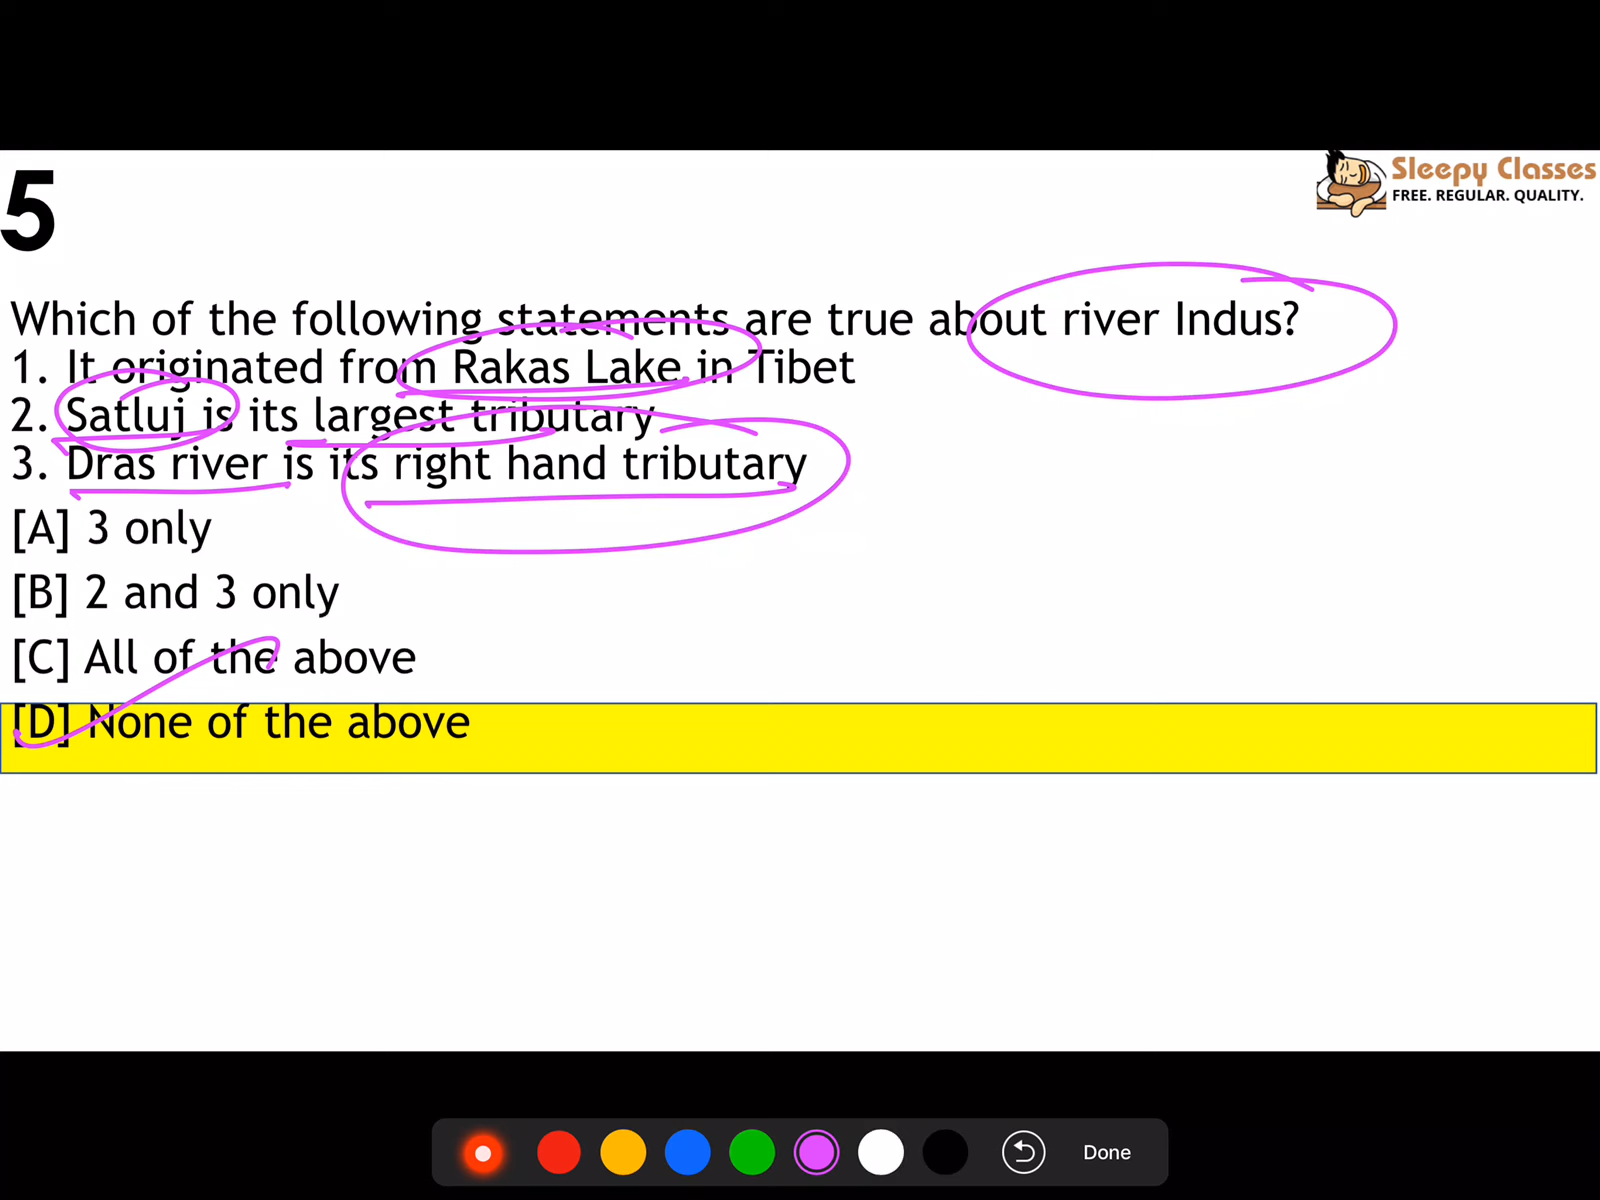 5
Sleepy Classes
FREE. REGULAR. QUALITY.
Which of the following statements are true about river Indus?
1. It originated from Rakas Lake in Tibet
2. Satluj is its largest tributary
3. Dras river is its right hand tributary
[A] 3 only
[B] 2 and 3 only
[C] All of the above
[D] None of the above
Done